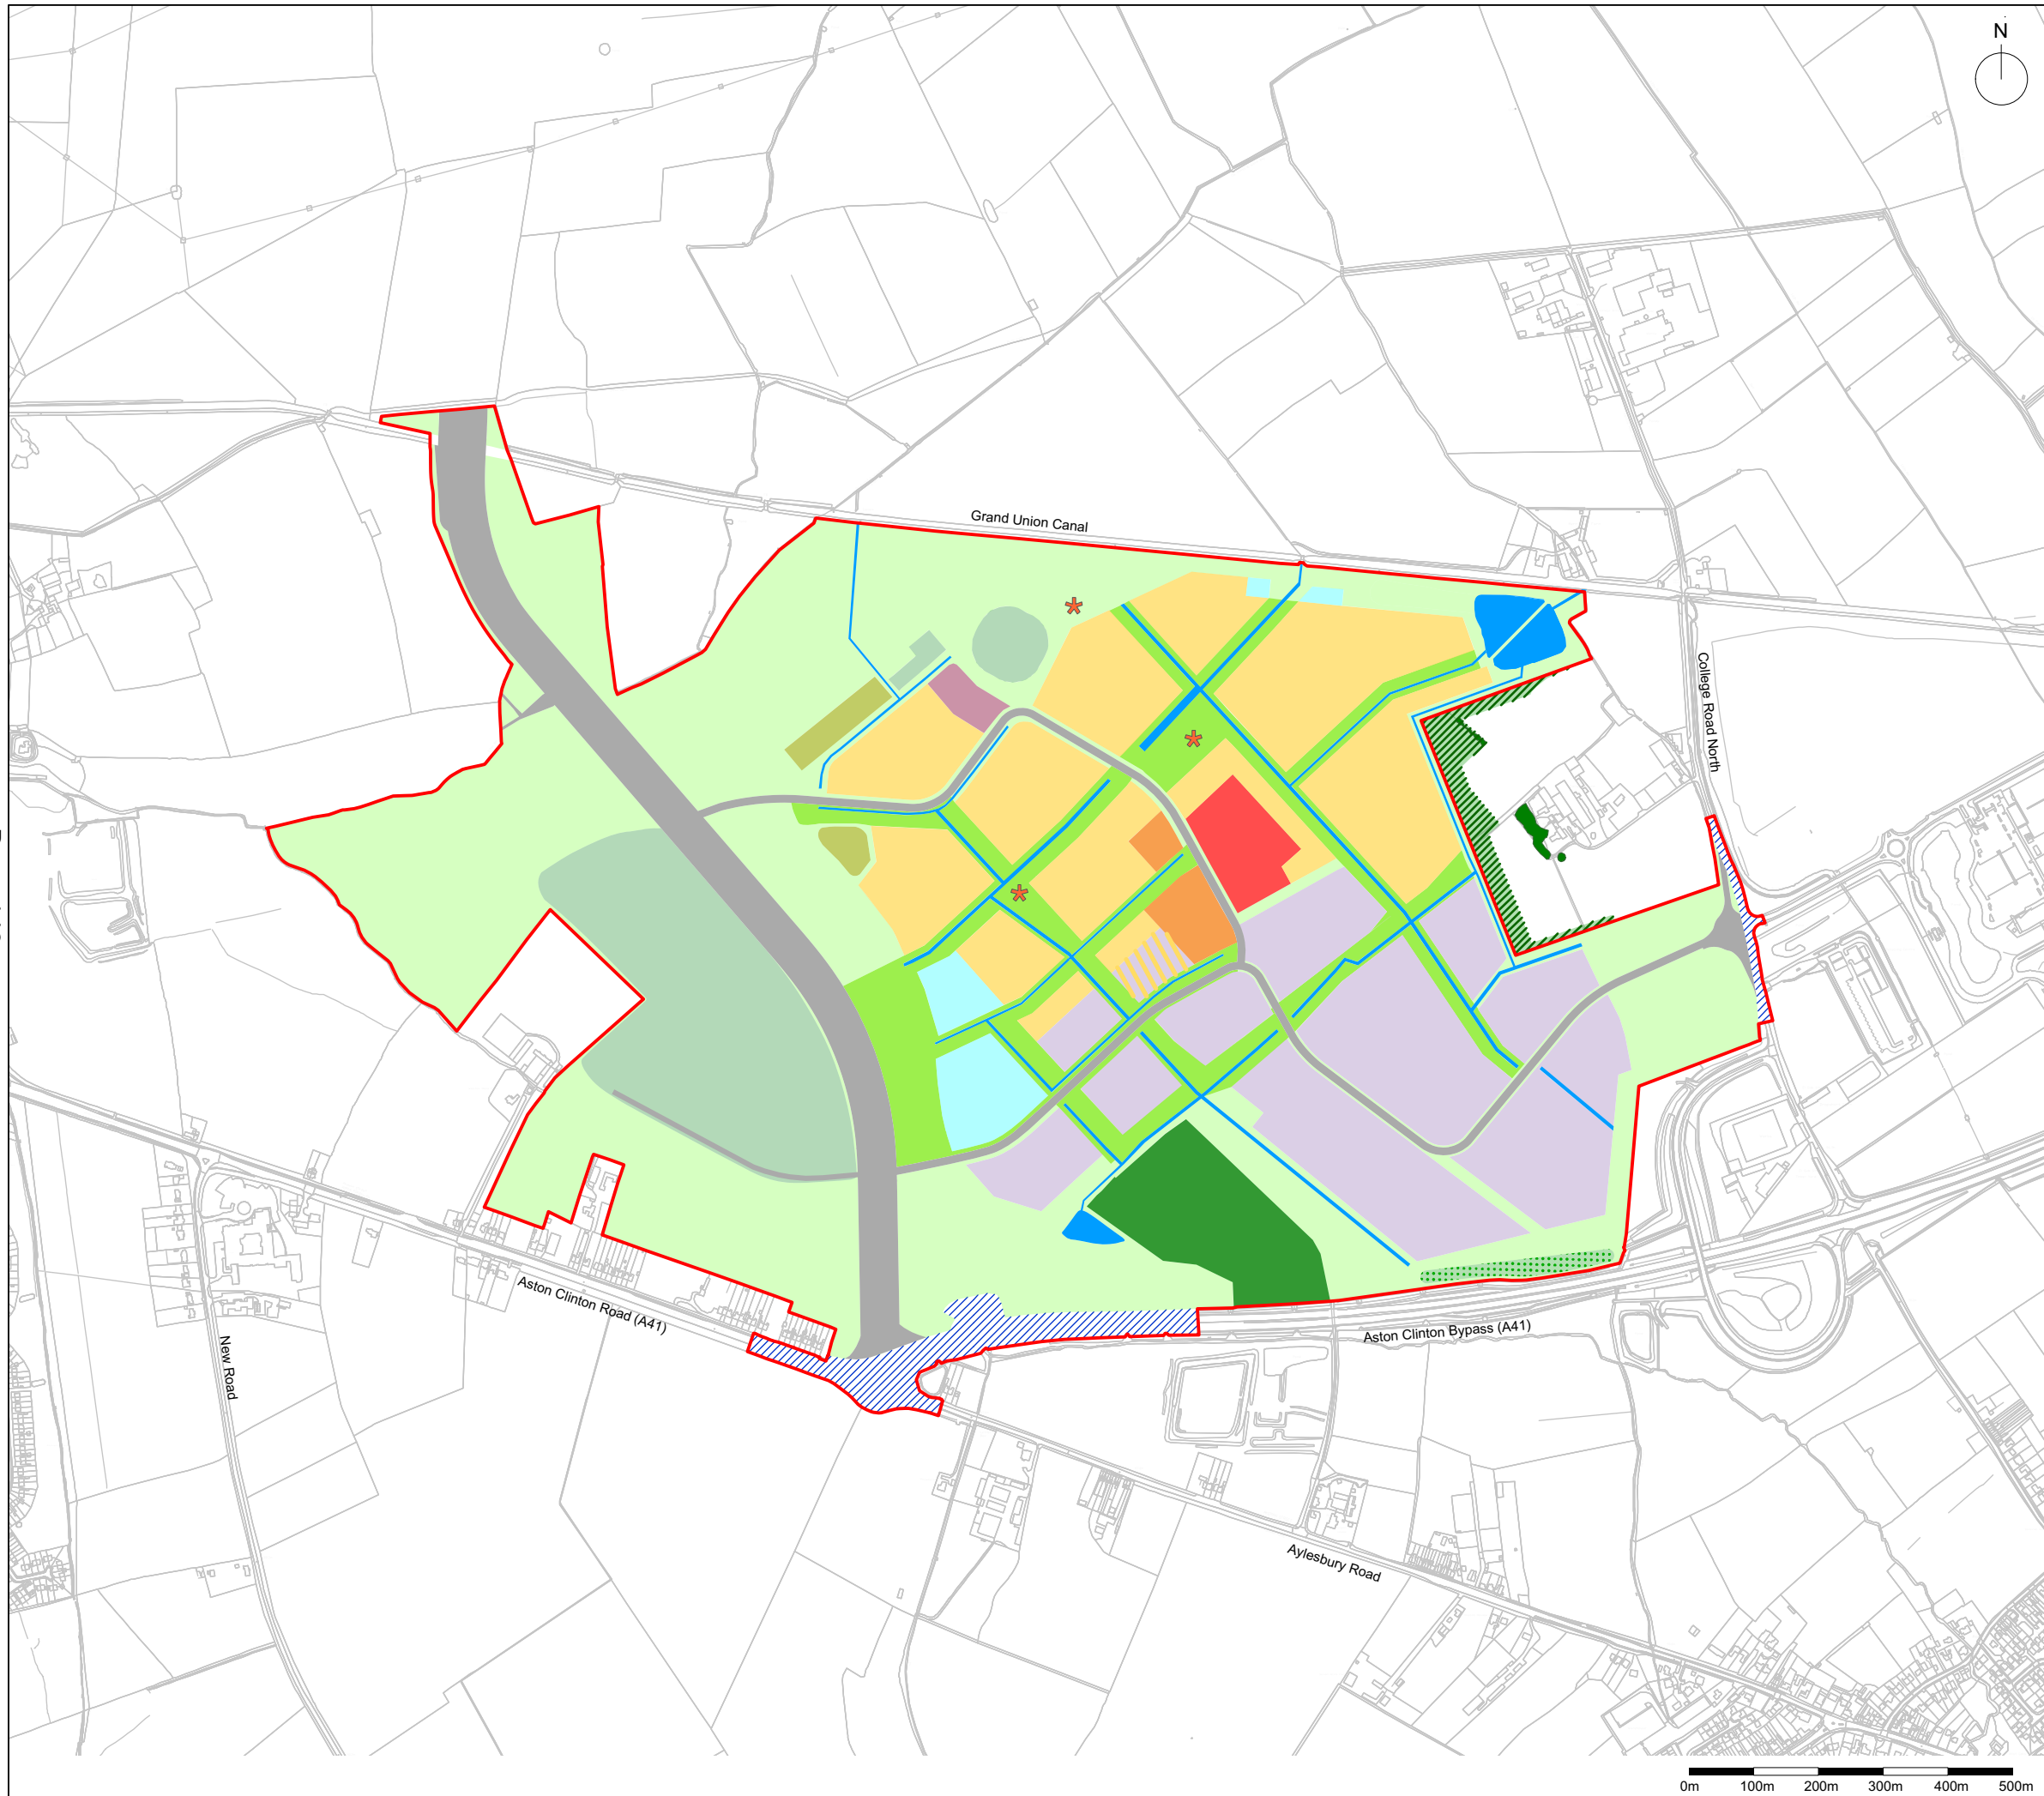 N
Grand Union Canal
College Road North
Aston Clinton Road (A41)
New Road
Aston Clinton Bypass (A41)
Aylesbury Road
0m 100m 200m 300m 400m 500m